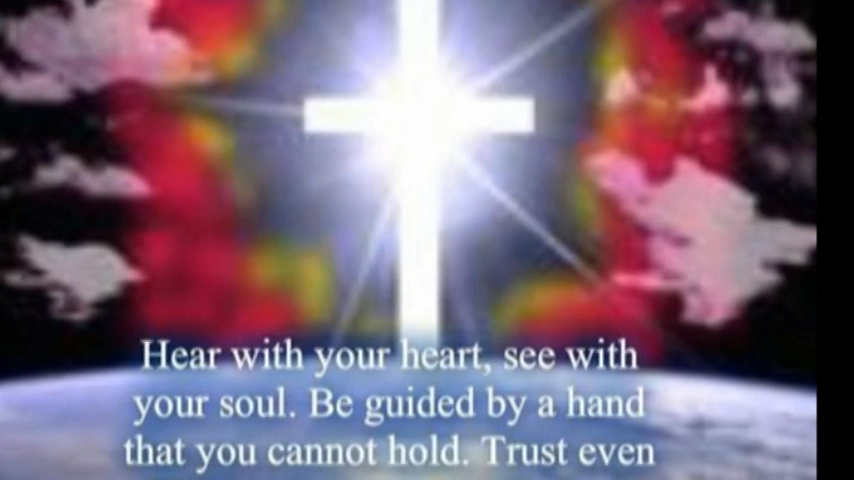 Hear with your heart, see with
your soul. Be guided by a hand
that you cannot hold. Trust even